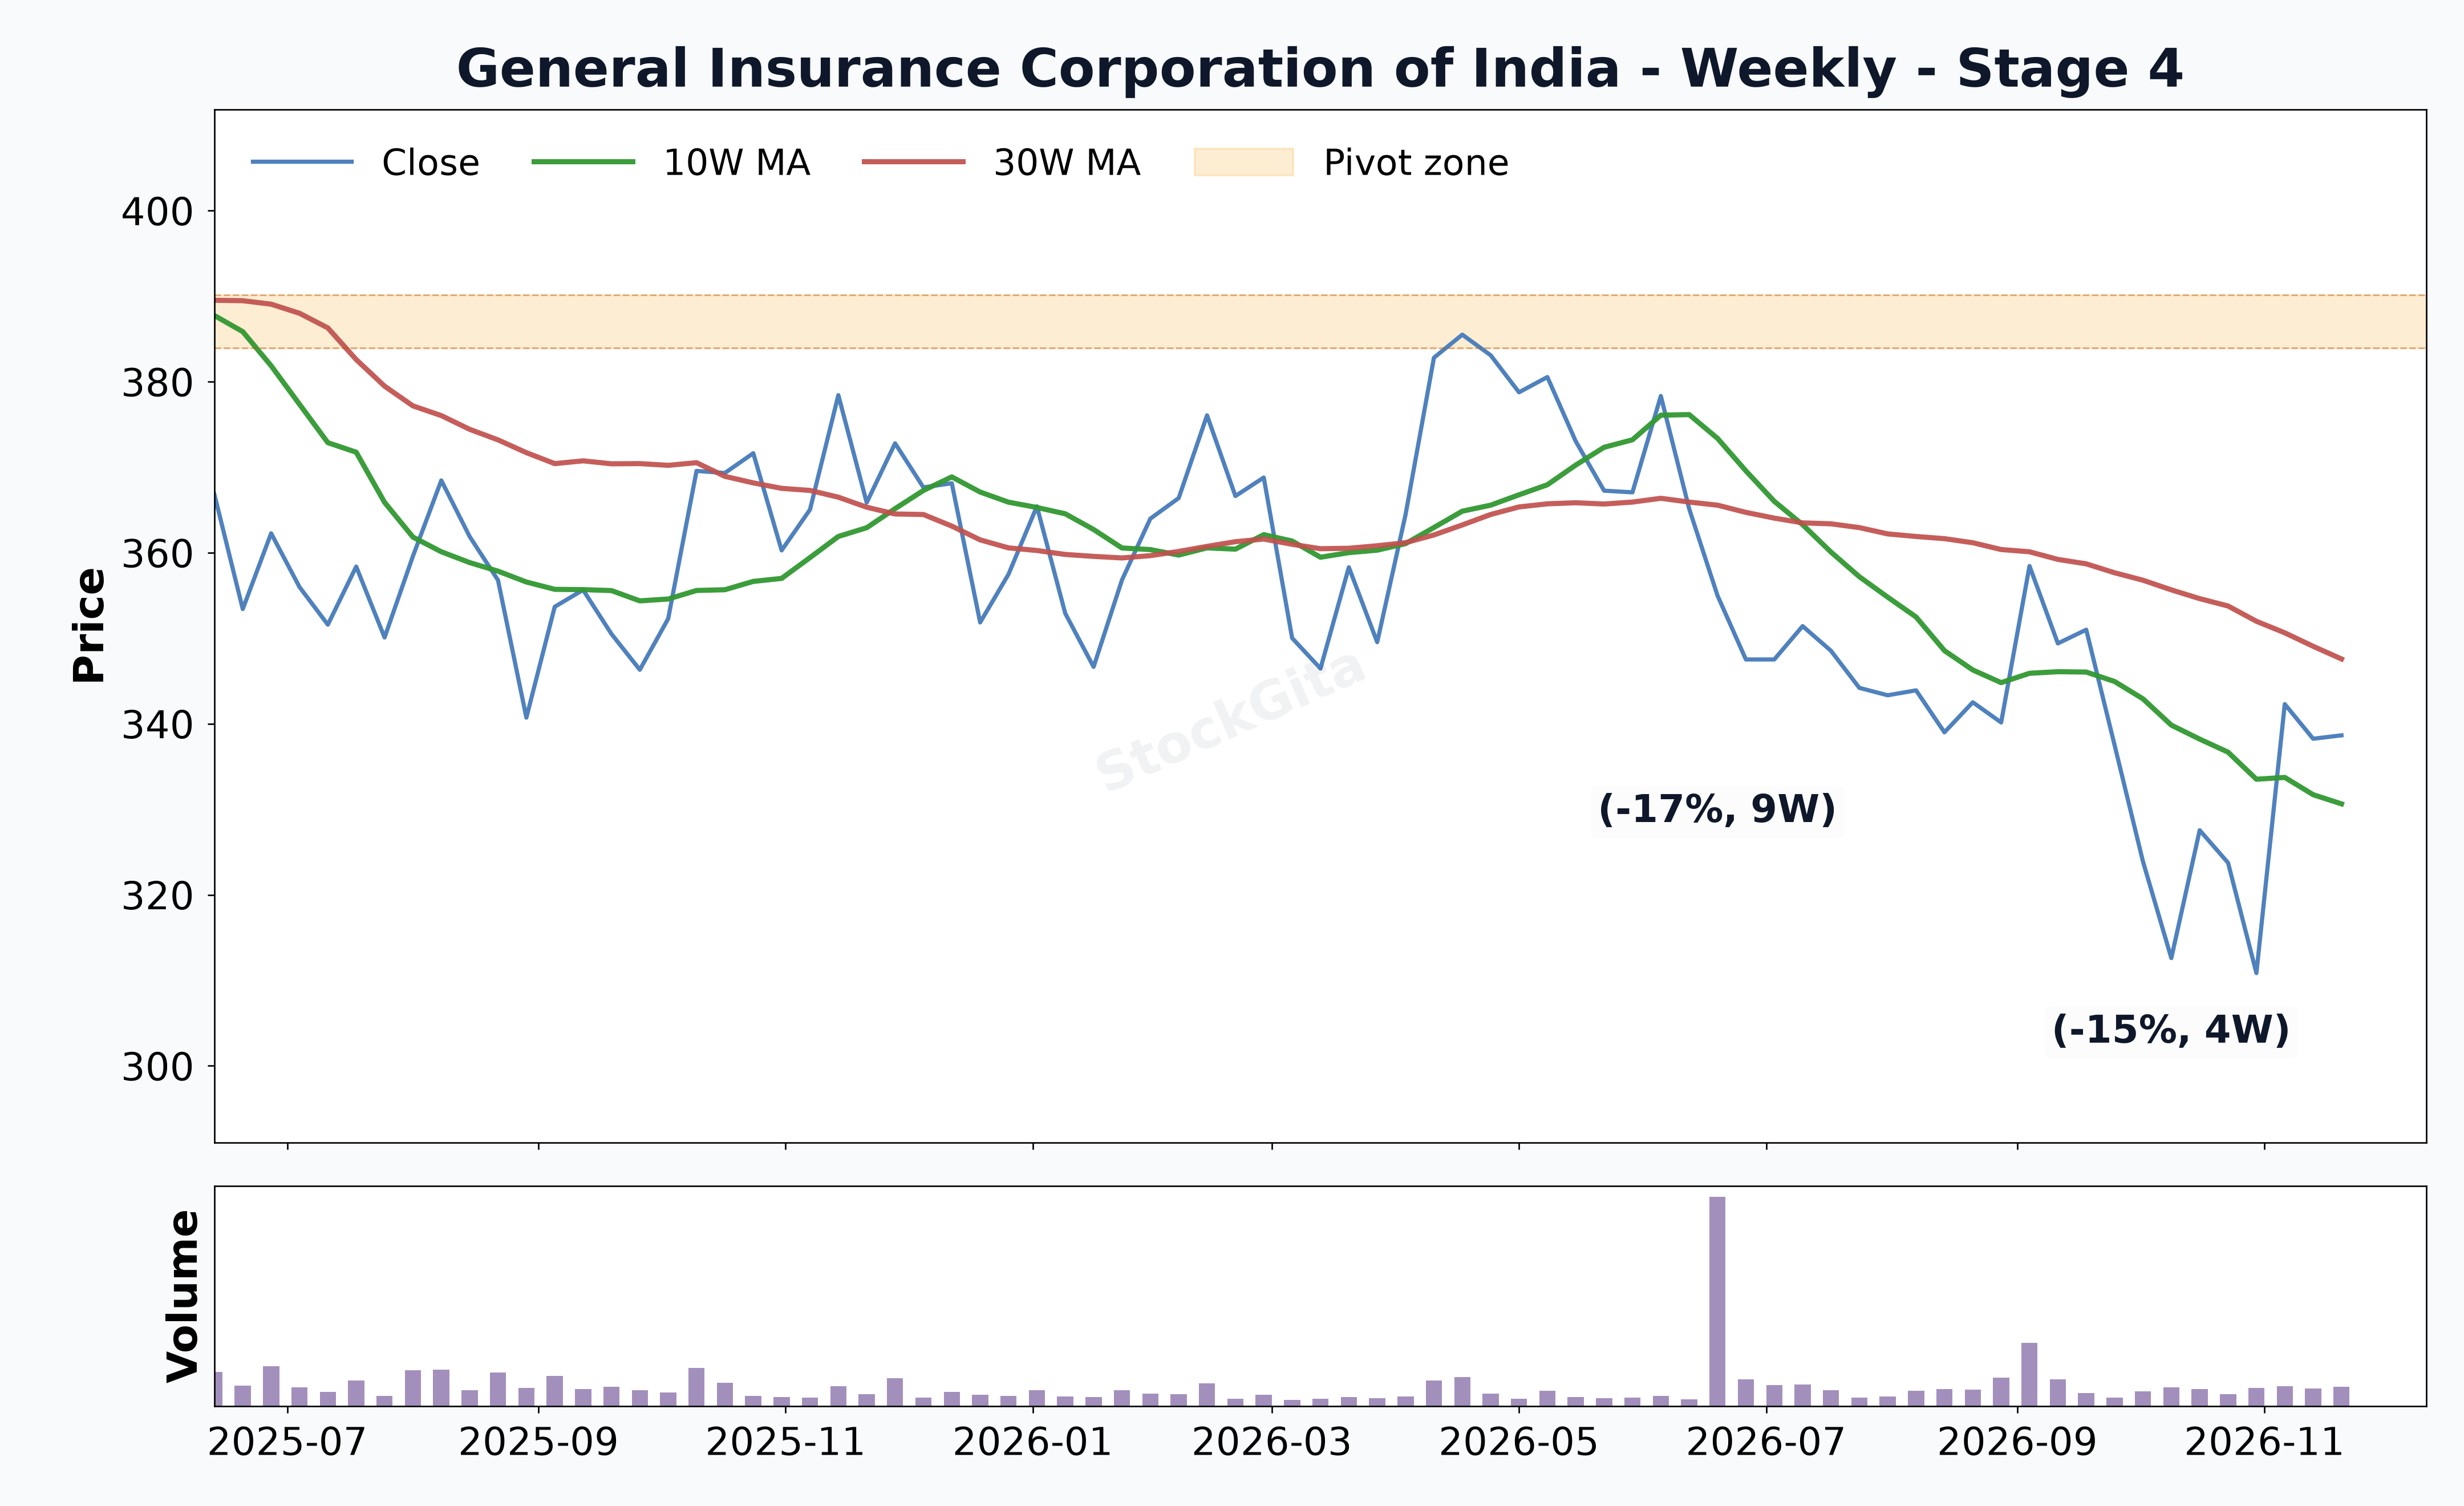 General Insurance Corporation of India - Weekly - Stage 4
Close
10W MA
30W MA
Pivot zone
400
380
360
340
320
300
Price
StockGita
(-17%, 9W)
(-15%, 4W)
Volume
2025-07
2025-09
2025-11
2026-01
2026-03
2026-05
2026-07
2026-09
2026-11